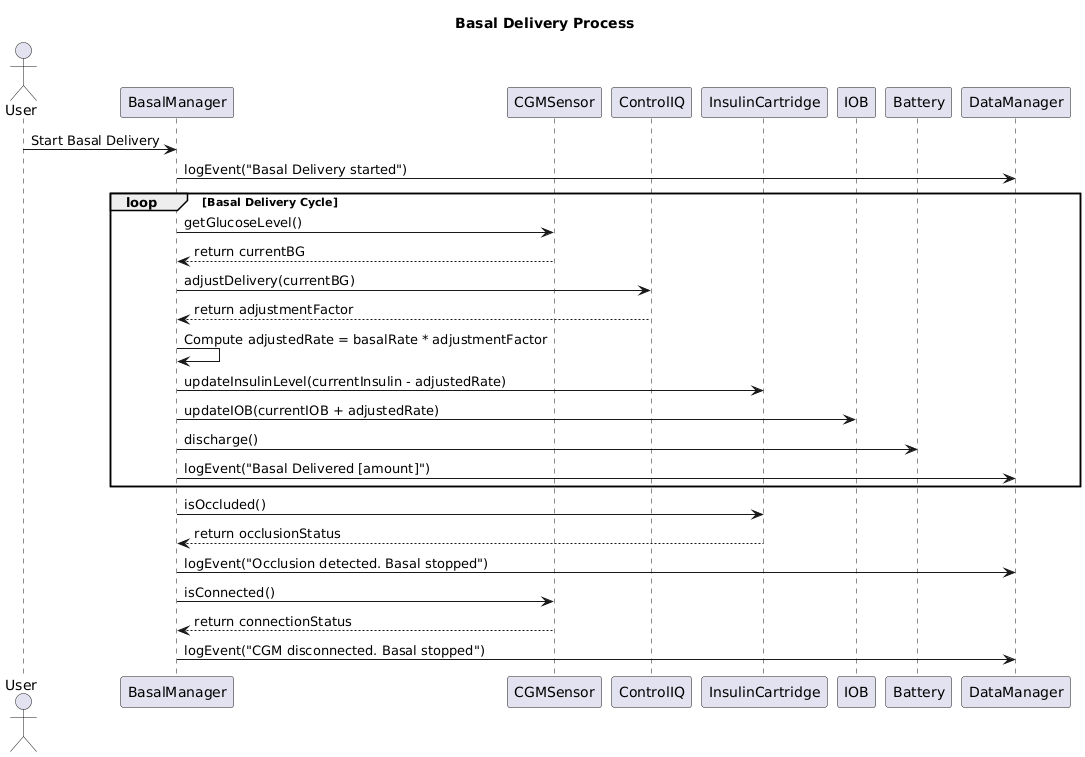 Basal Delivery Process
User
BasalManager
CGMSensor
ControlIQ
InsulinCartridge
IOB
Battery
DataManager
Start Basal Delivery
logEvent("Basal Delivery started")
loop [Basal Delivery Cycle]
getGlucoseLevel()
return currentBG
adjustDelivery(currentBG)
return adjustmentFactor
Compute adjustedRate = basalRate * adjustmentFactor
updateInsulinLevel(currentInsulin - adjustedRate)
updateIOB(currentIOB + adjustedRate)
discharge()
logEvent("Basal Delivered [amount]")
isOccluded()
return occlusionStatus
logEvent("Occlusion detected. Basal stopped")
isConnected()
return connectionStatus
logEvent("CGM disconnected. Basal stopped")
User
BasalManager
CGMSensor
ControlIQ
InsulinCartridge
IOB
Battery
DataManager